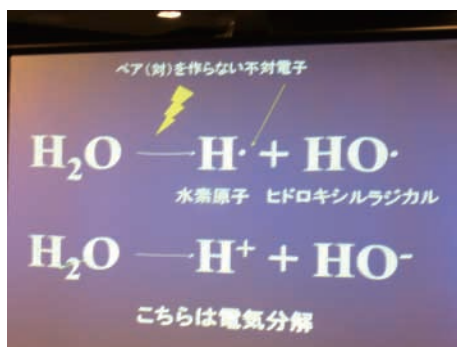 ペア(対)を作らない不対電子
H₂O → H· + HO·
水素原子 ヒドロキシルラジカル
H₂O → H⁺ + HO⁻
こちらは電気分解